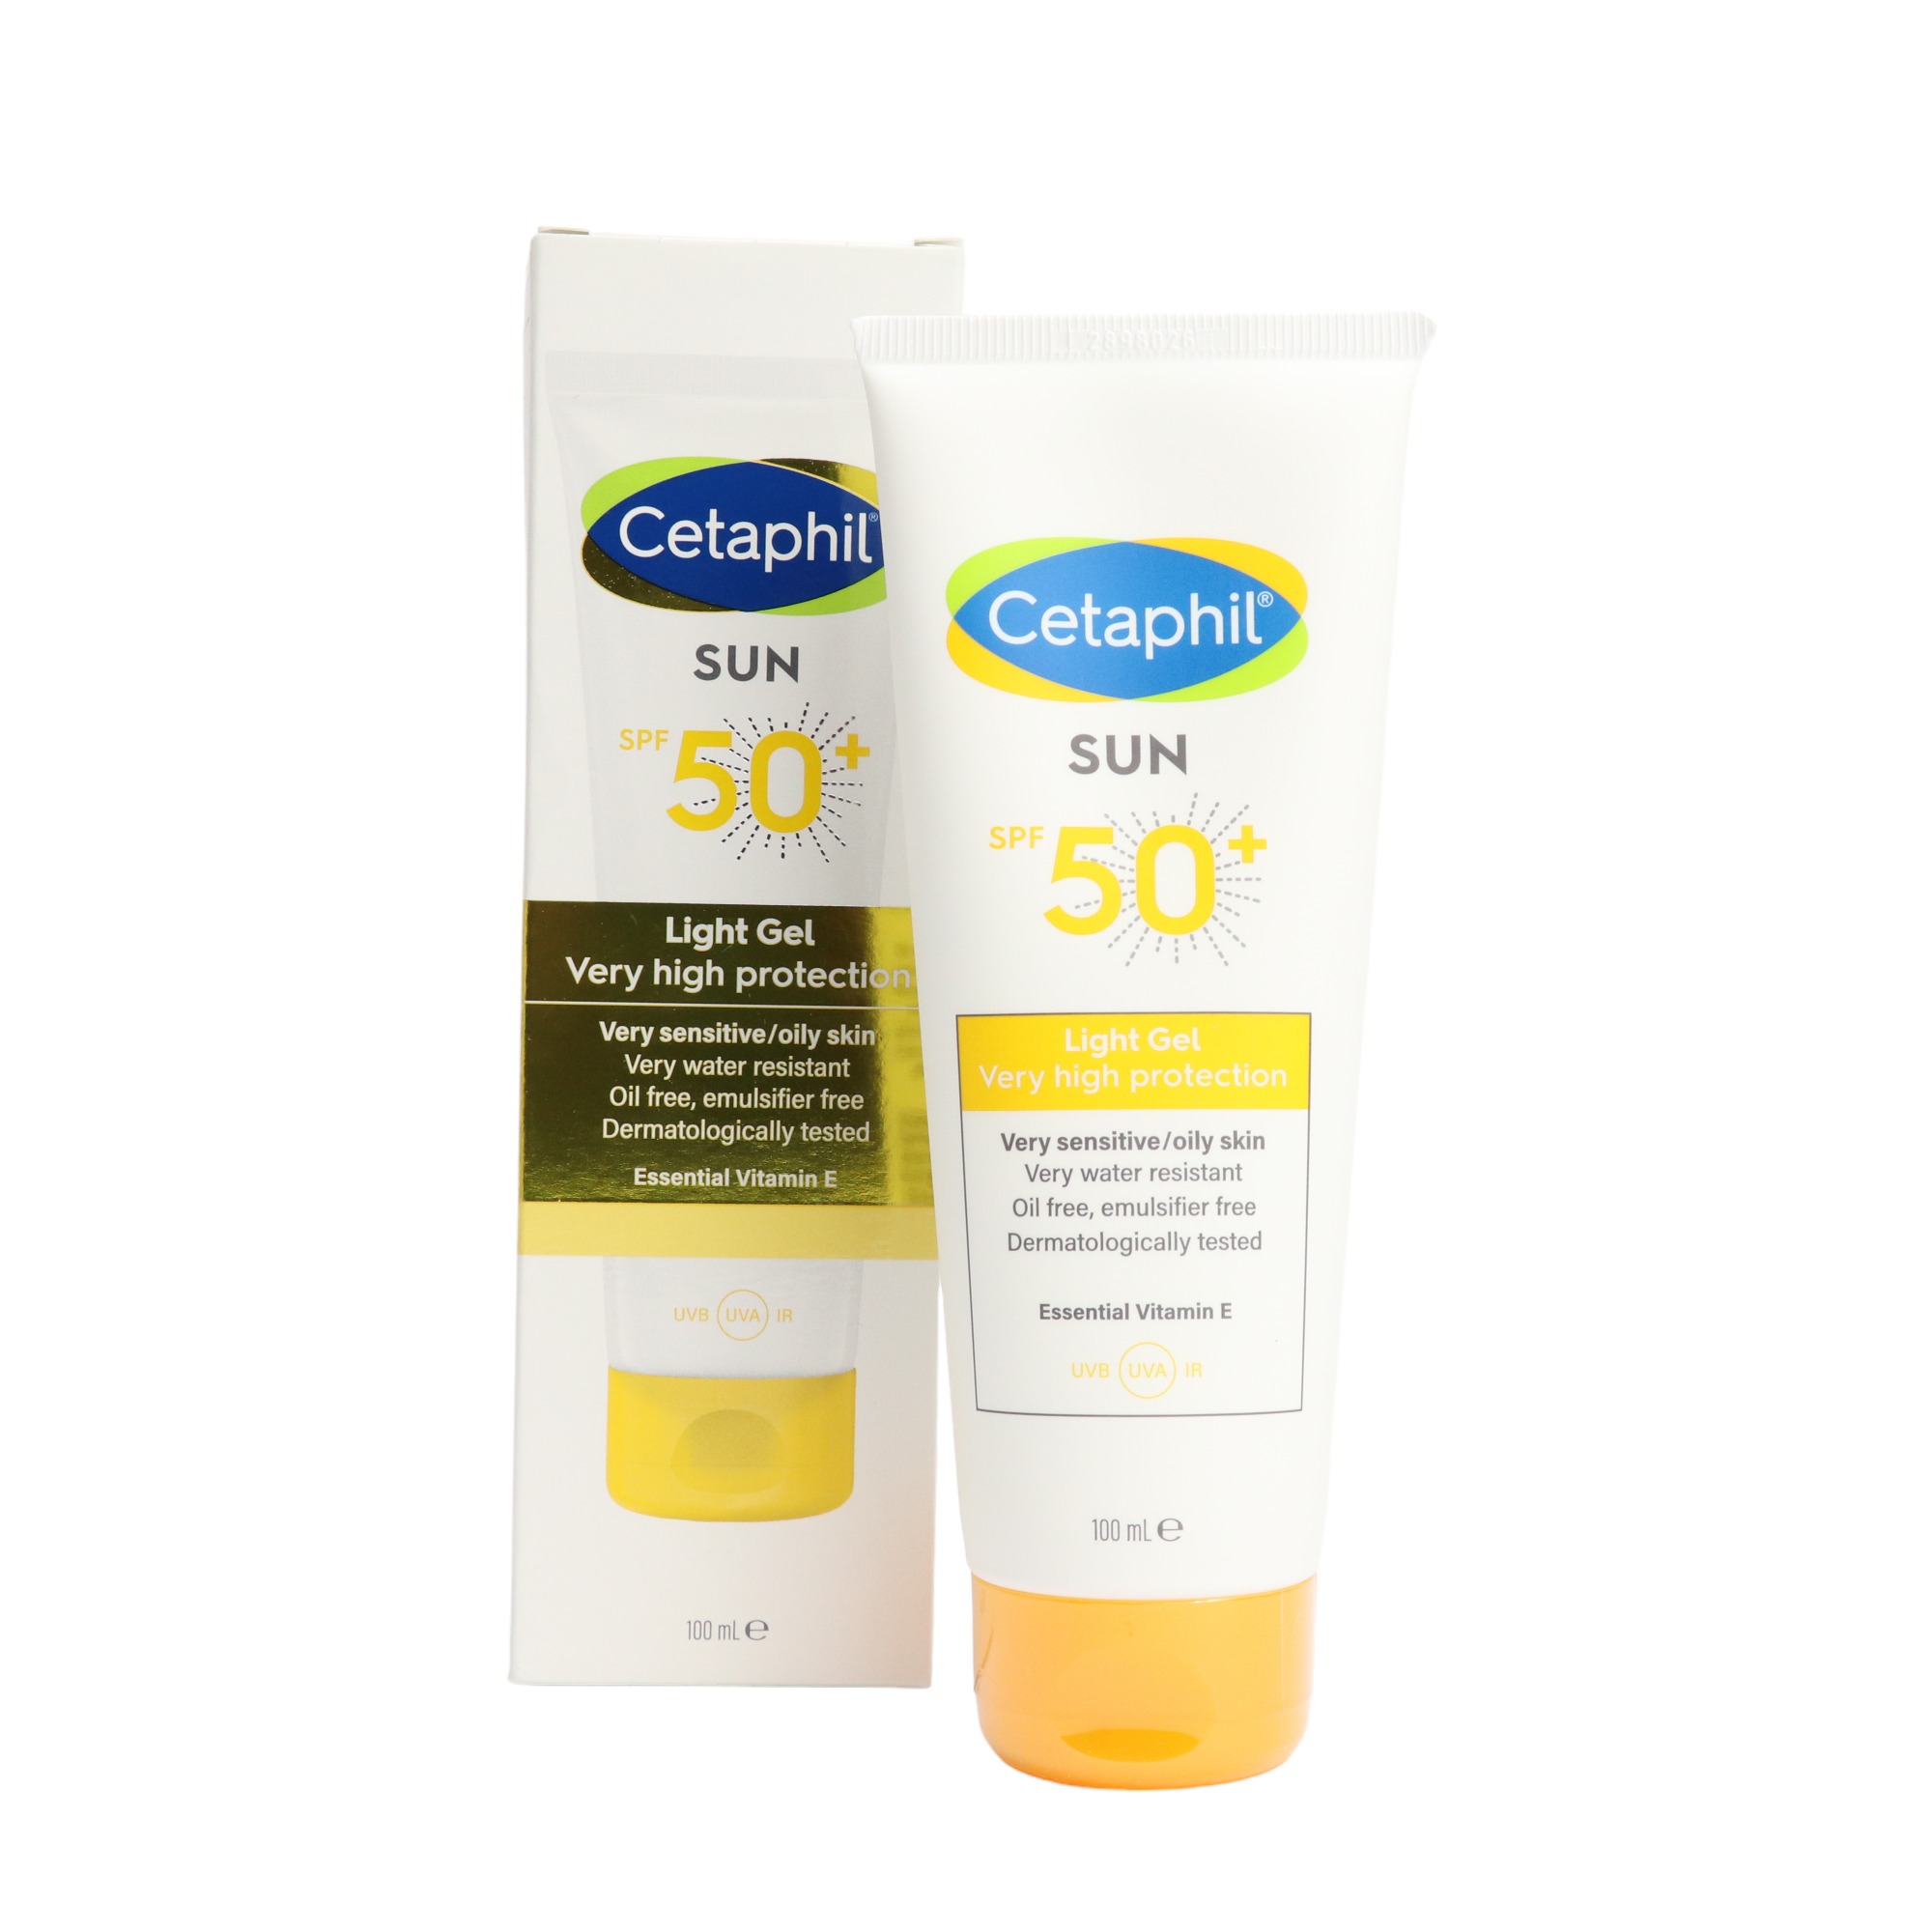 Cetaphil®
SUN
SPF 50+
Light Gel
Very high protection
Very sensitive/oily skin
Very water resistant
Oil free, emulsifier free
Dermatologically tested
Essential Vitamin E
UVB UVA IR
100 mL ℮
2898026
Cetaphil®
SUN
SPF 50+
Light Gel
Very high protection
Very sensitive/oily skin
Very water resistant
Oil free, emulsifier free
Dermatologically tested
Essential Vitamin E
UVB UVA IR
100 mL ℮